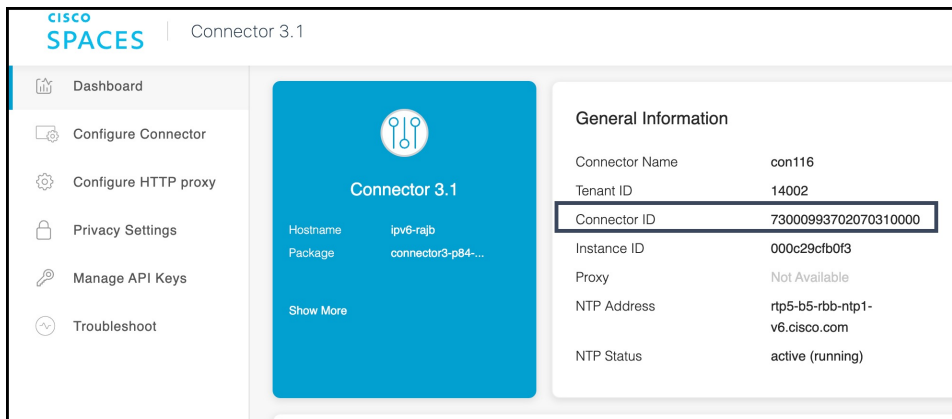 CISCO
SPACES
Connector 3.1
Dashboard
Configure Connector
Configure HTTP proxy
Privacy Settings
Manage API Keys
Troubleshoot
Connector 3.1
Hostname ipv6-rajb
Package connector3-p84-...
Show More
General Information
Connector Name con116
Tenant ID 14002
Connector ID 73000993702070310000
Instance ID 000c29cfb0f3
Proxy Not Available
NTP Address rtp5-b5-rbb-ntp1-
v6.cisco.com
NTP Status active (running)